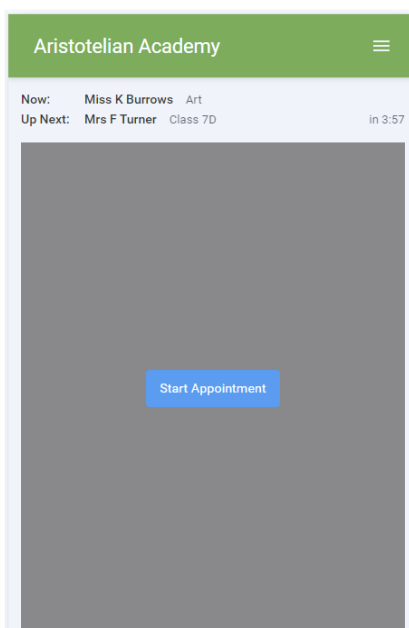 Aristotelian Academy
Now: Miss K Burrows Art
Up Next: Mrs F Turner Class 7D in 3:57
Start Appointment